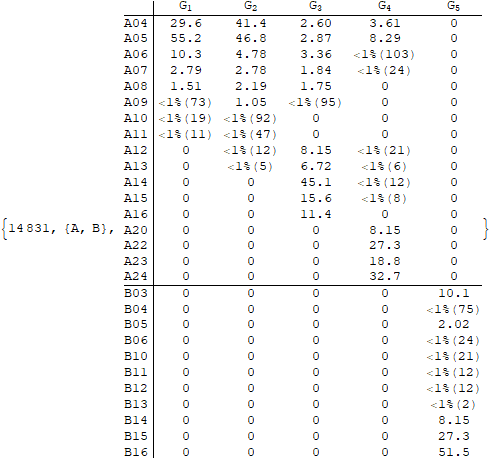 G1 G2 G3 G4 G5
A04 29.6 41.4 2.60 3.61 0
A05 55.2 46.8 2.87 8.29 0
A06 10.3 4.78 3.36 <1%(103) 0
A07 2.79 2.78 1.84 <1%(24) 0
A08 1.51 2.19 1.75 0 0
A09 <1%(73) 1.05 <1%(95) 0 0
A10 <1%(19) <1%(92) 0 0 0
A11 <1%(11) <1%(47) 0 0 0
A12 0 <1%(12) 8.15 <1%(21) 0
A13 0 <1%(5) 6.72 <1%(6) 0
A14 0 0 45.1 <1%(12) 0
A15 0 0 15.6 <1%(8) 0
A16 0 0 11.4 0 0
{14831, {A, B}, A20 0 0 0 8.15 0 }
A22 0 0 0 27.3 0
A23 0 0 0 18.8 0
A24 0 0 0 32.7 0
B03 0 0 0 0 10.1
B04 0 0 0 0 <1%(75)
B05 0 0 0 0 2.02
B06 0 0 0 0 <1%(24)
B10 0 0 0 0 <1%(21)
B11 0 0 0 0 <1%(12)
B12 0 0 0 0 <1%(12)
B13 0 0 0 0 <1%(2)
B14 0 0 0 0 8.15
B15 0 0 0 0 27.3
B16 0 0 0 0 51.5